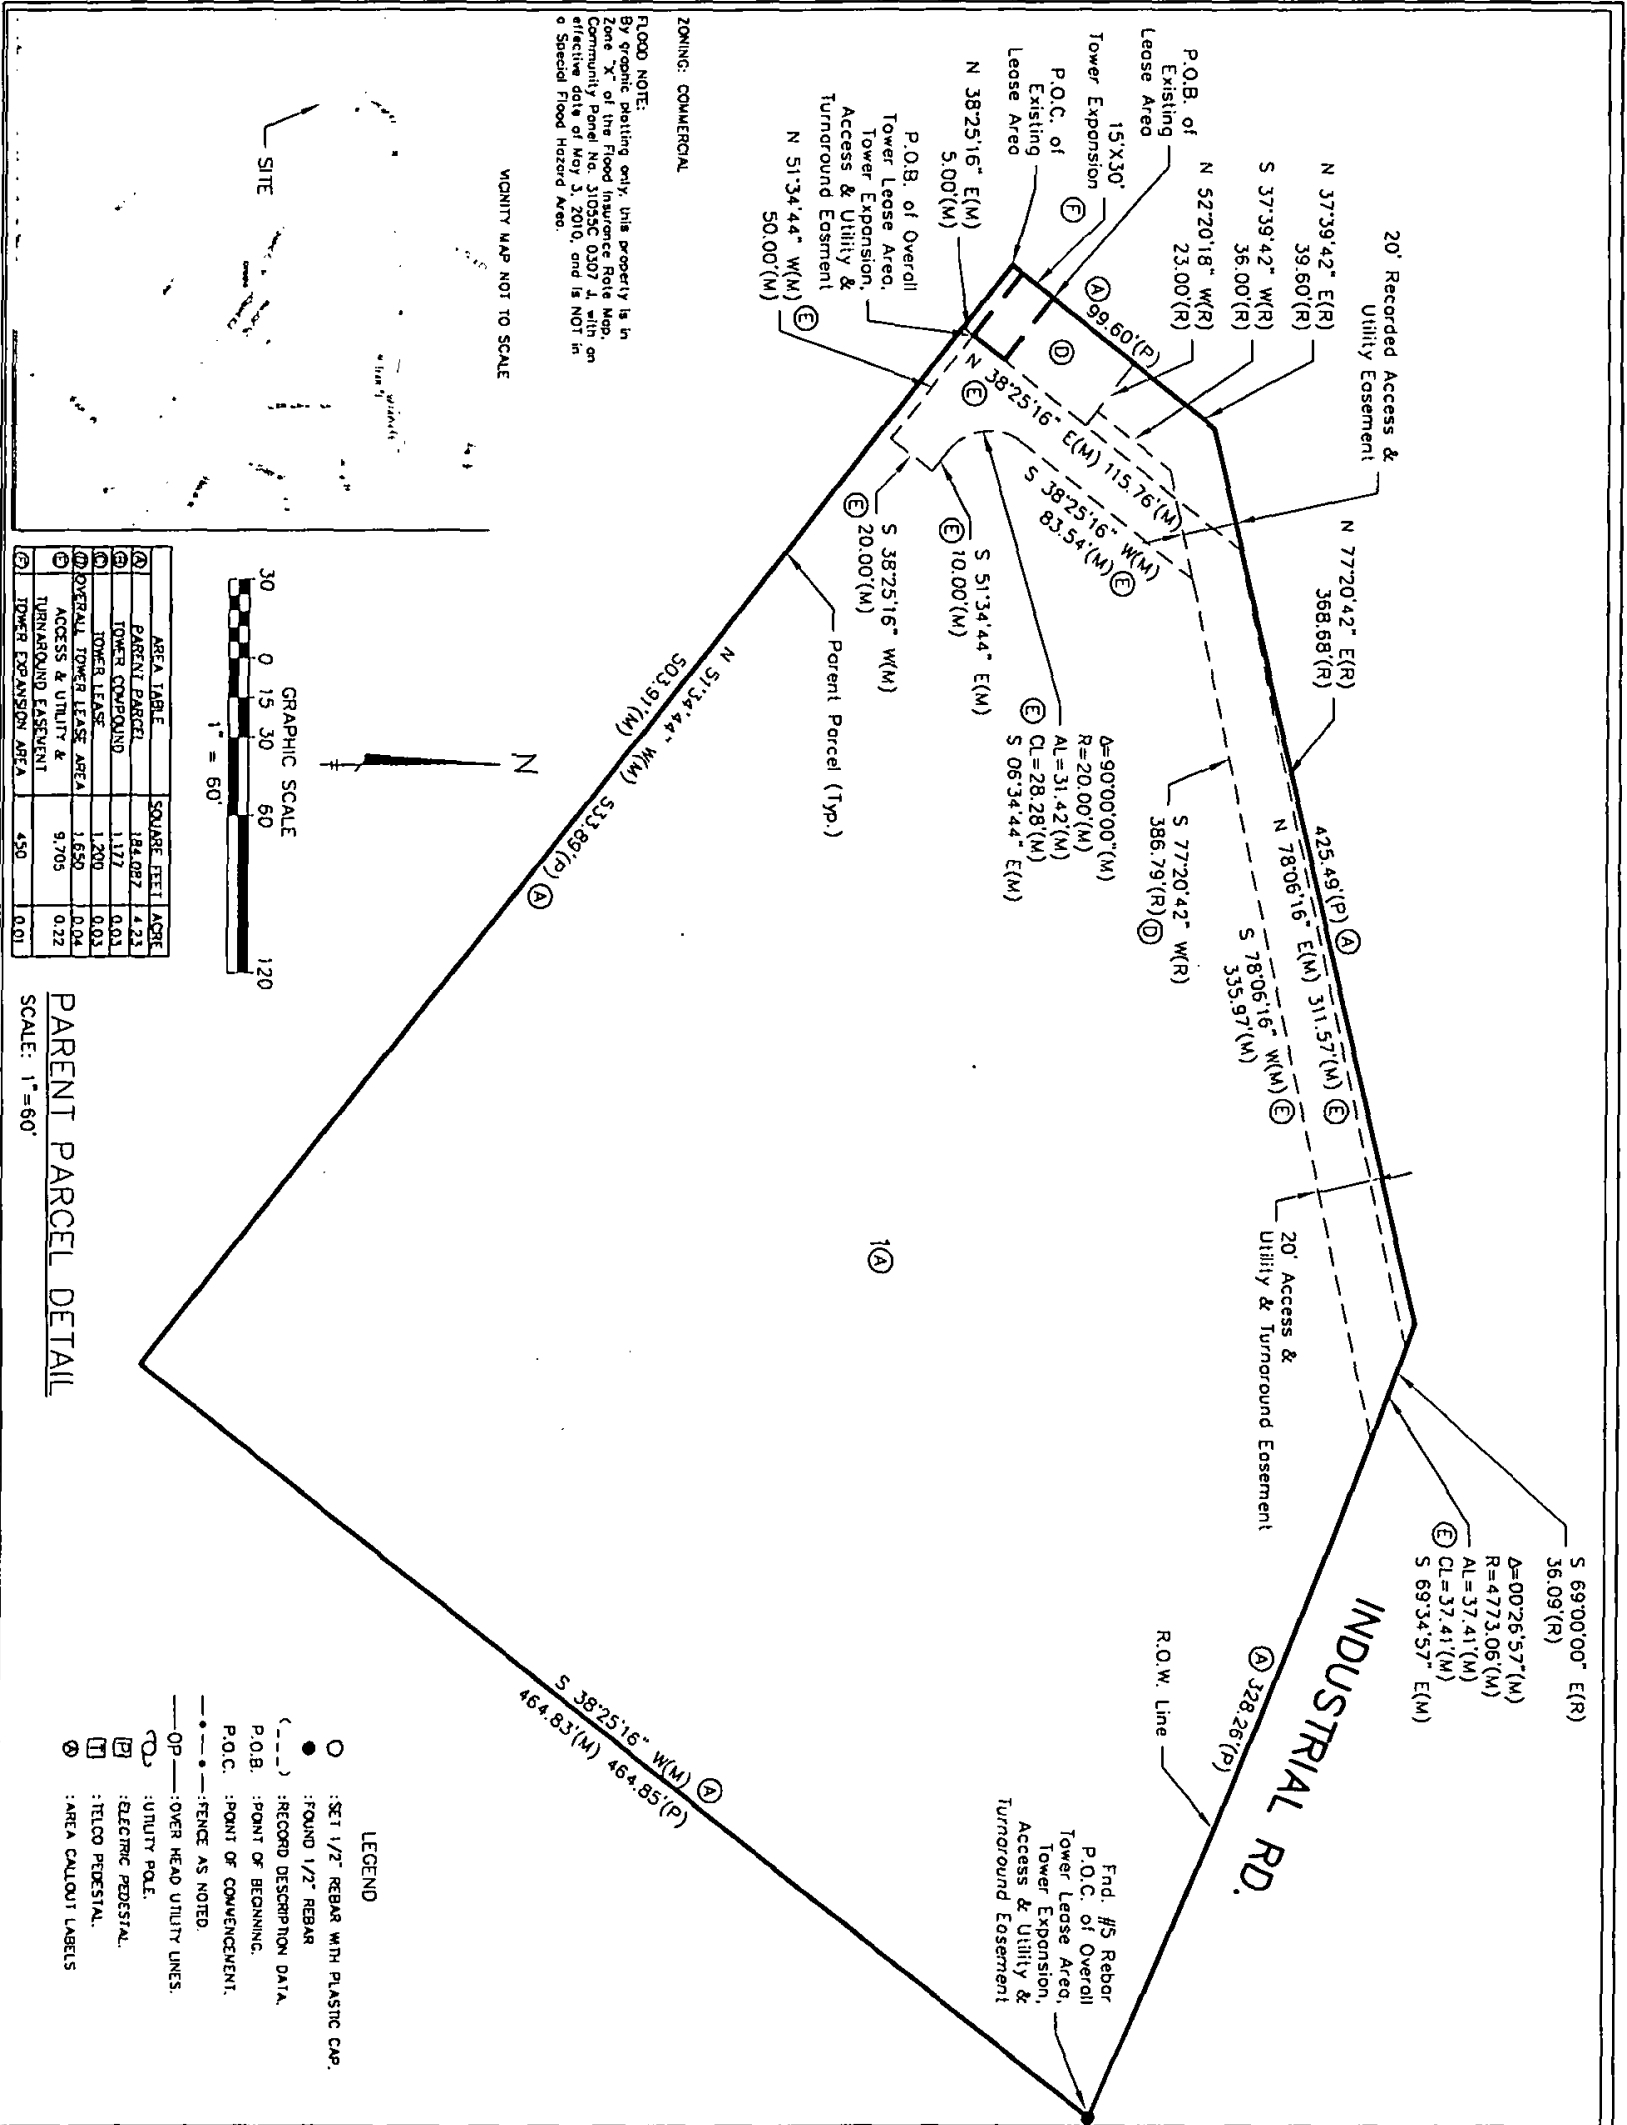 20' Recorded Access &
Utility Easement
N 37°39'42" E(R)
39.60'(R)
S 37°39'42" W(R)
36.00'(R)
N 52°20'18" W(R)
23.00'(R)
P.O.B. of
Existing
Lease Area
15'X30'
Tower Expansion
F
P.O.C. of
Existing
Lease Area
N 38°25'16" E(M)
5.00'(M)
P.O.B. of Overall
Tower Lease Area,
Tower Expansion,
Access & Utility &
Turnaround Easment
N 51°34'44" W(M) E
50.00'(M)
A 99.60'(P)
D
E
N 38°25'16" E(M) 115.76'(M)
S 38°25'16" W(M)
83.54'(M) E
N 77°20'42" E(R)
368.68'(R)
425.49'(P) A
N 78°06'16" E(M) 311.57'(M) E
S 78°06'16" W(M) E
335.97'(M)
S 77°20'42" W(R)
386.79'(R) D
Δ=90°00'00"(M)
R=20.00'(M)
AL=31.42'(M)
E CL=28.28'(M)
S 06°34'44" E(M)
S 51°34'44" E(M)
E 10.00'(M)
S 38°25'16" W(M)
E 20.00'(M)
Parent Parcel (Typ.)
N 51°34'44" W(M) 533.89'(P) A
503.91'(M)
20' Access &
Utility & Turnaround Easement
S 69°00'00" E(R)
36.09'(R)
Δ=00°26'57"(M)
R=4773.06'(M)
AL=37.41'(M)
E CL=37.41'(M)
S 69°34'57" E(M)
INDUSTRIAL RD.
A 328.26'(P)
R.O.W. Line
Fnd. #5 Rebar
P.O.C. of Overall
Tower Lease Area,
Tower Expansion,
Access & Utility &
Turnaround Easement
1 A
S 38°25'16" W(M) A
464.83'(M) 464.85'(P)
ZONING: COMMERCIAL
FLOOD NOTE:
By graphic plotting only, this property is in
Zone "X" of the Flood Insurance Rate Map,
Community Panel No. 31055C 0307 J, with an
effective date of May 3, 2010, and is NOT in
a Special Flood Hazard Area.
VICINITY MAP NOT TO SCALE
SITE
N
GRAPHIC SCALE
30 0 15 30 60 120
1" = 60'
AREA TABLE SQUARE FEET ACRE
A PARENT PARCEL 184,087 4.23
B TOWER COMPOUND 1,177 0.03
C TOWER LEASE 1,200 0.03
D OVERALL TOWER LEASE AREA 1,650 0.04
E ACCESS & UTILITY & 9,705 0.22
TURNAROUND EASEMENT
F TOWER EXPANSION AREA 450 0.01
PARENT PARCEL DETAIL
SCALE: 1"=60'
LEGEND
:SET 1/2" REBAR WITH PLASTIC CAP.
:FOUND 1/2" REBAR
(---) :RECORD DESCRIPTION DATA.
P.O.B. :POINT OF BEGINNING.
P.O.C. :POINT OF COMMENCEMENT.
:FENCE AS NOTED.
OP :OVER HEAD UTILITY LINES.
:UTILITY POLE.
P :ELECTRIC PEDESTAL.
T :TELCO PEDESTAL.
A :AREA CALLOUT LABELS